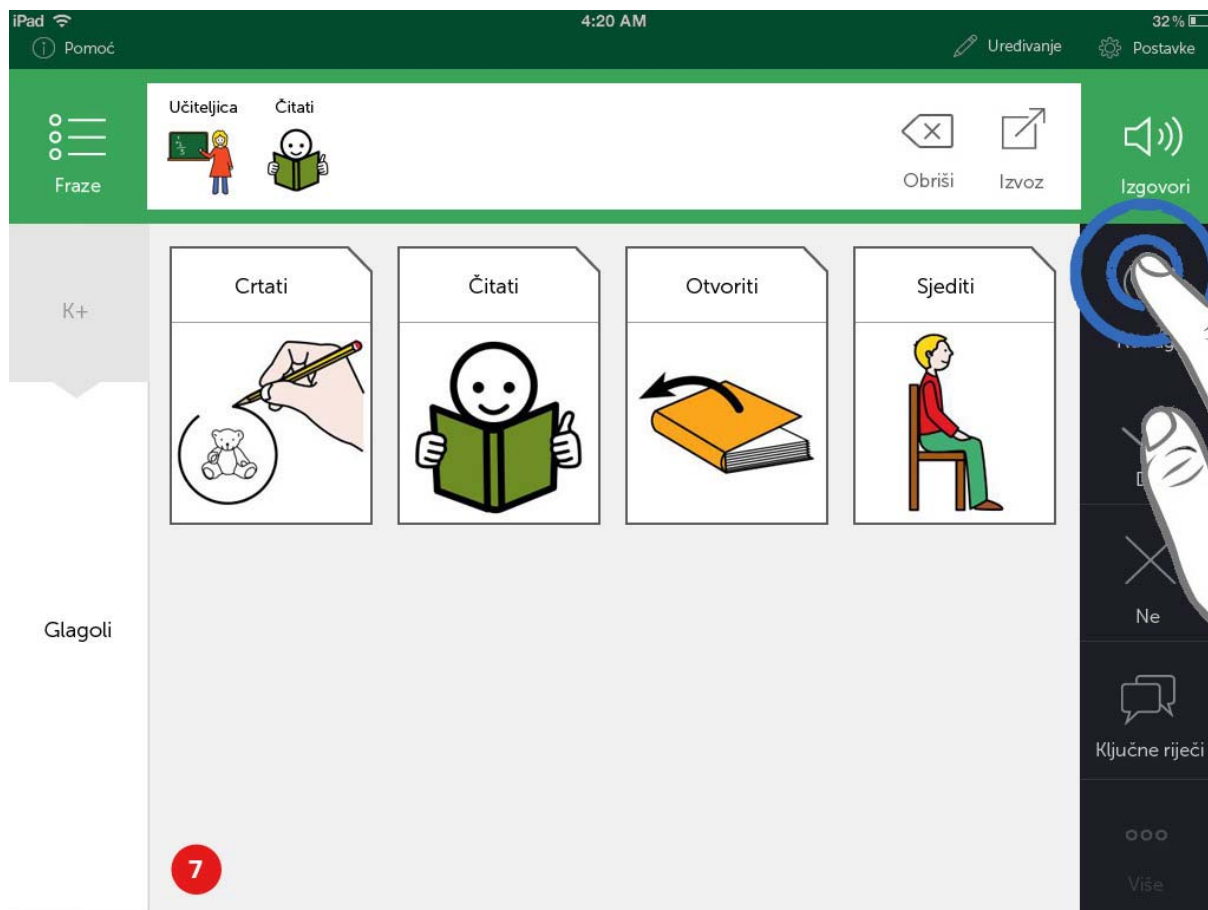 iPad 4:20 AM 32%
Pomoć Uređivanje Postavke
Učiteljica Čitati
Fraze Obriši Izvoz Izgovori
K+
Crtati Čitati Otvoriti Sjediti
Ne
Glagoli
Ključne riječi
7
Više